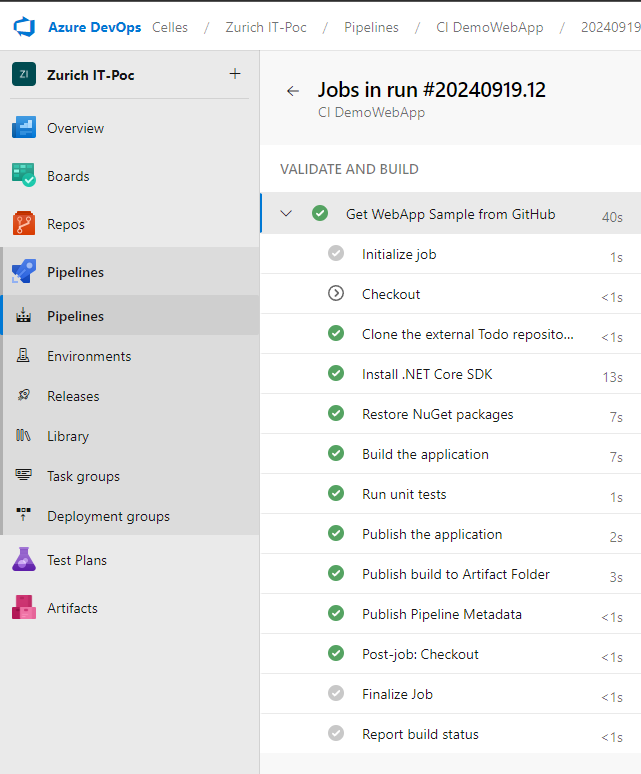 Azure DevOps Celles / Zurich IT-Poc / Pipelines / CI DemoWebApp / 20240919
ZI Zurich IT-Poc +
Overview
Boards
Repos
Pipelines
Pipelines
Environments
Releases
Library
Task groups
Deployment groups
Test Plans
Artifacts
Jobs in run #20240919.12
CI DemoWebApp
VALIDATE AND BUILD
Get WebApp Sample from GitHub 40s
Initialize job 1s
Checkout <1s
Clone the external Todo reposito... <1s
Install .NET Core SDK 13s
Restore NuGet packages 7s
Build the application 7s
Run unit tests 1s
Publish the application 2s
Publish build to Artifact Folder 3s
Publish Pipeline Metadata <1s
Post-job: Checkout <1s
Finalize Job <1s
Report build status <1s